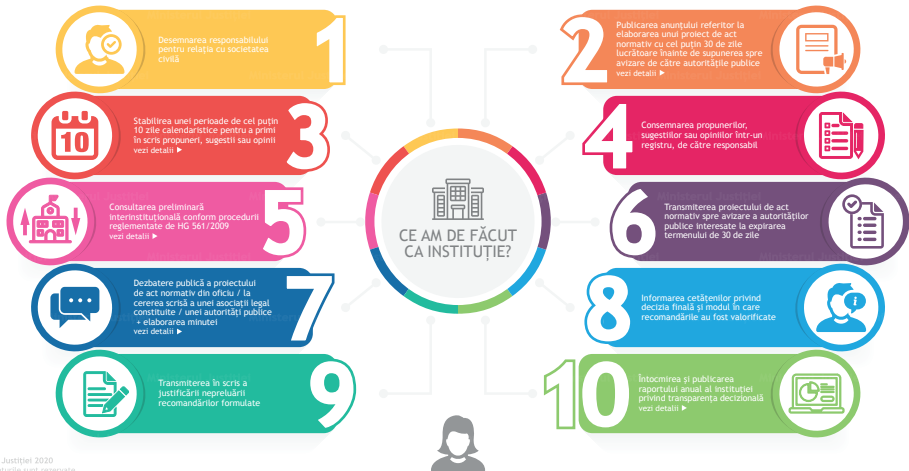 1
Desemnarea responsabilului
pentru relația cu societatea
civilă
2
Publicarea anunțului referitor la
elaborarea unui proiect de act
normativ cu cel puțin 30 de zile
lucrătoare înainte de supunerea spre
avizare de către autoritățile publice
vezi detalii ▶
3
10
Stabilirea unei perioade de cel puțin
10 zile calendaristice pentru a primi
în scris propuneri, sugestii sau opinii
vezi detalii ▶
4
Consemnarea propunerilor,
sugestiilor sau opiniilor într-un
registru, de către responsabil
5
Consultarea preliminară
interinstituțională conform procedurii
reglementate de HG 561/2009
vezi detalii ▶
CE AM DE FĂCUT
CA INSTITUȚIE?
6
Transmiterea proiectului de act
normativ spre avizare a autorităților
publice interesate la expirarea
termenului de 30 de zile
7
Dezbatere publică a proiectului
de act normativ din oficiu / la
cererea scrisă a unei asociații legal
constituite / unei autorități publice
+ elaborarea minutei
vezi detalii ▶
8
Informarea cetățenilor privind
decizia finală și modul în care
recomandările au fost valorificate
i
9
Transmiterea în scris a
justificării nepreluării
recomandărilor formulate
10
Întocmirea și publicarea
raportului anual al instituției
privind transparența decizională
vezi detalii ▶
Justiției 2020